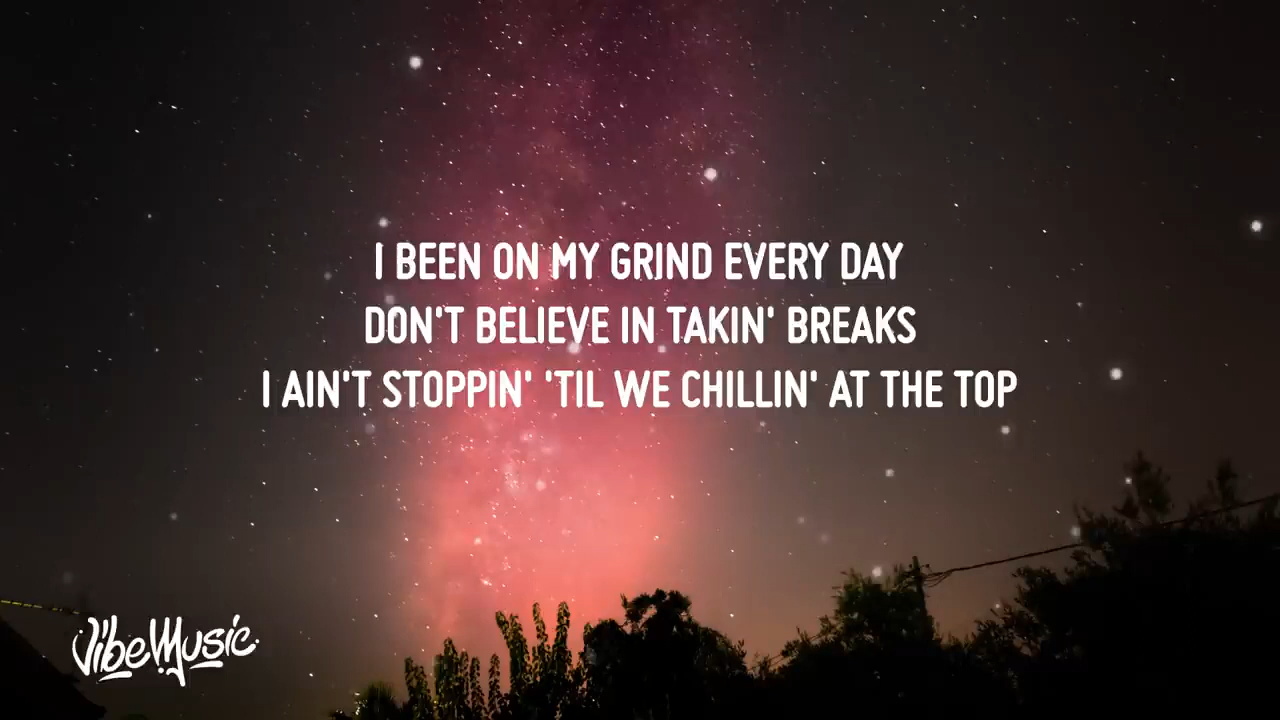 I BEEN ON MY GRIND EVERY DAY
DON'T BELIEVE IN TAKIN' BREAKS
I AIN'T STOPPIN' 'TIL WE CHILLIN' AT THE TOP
VibeMusic